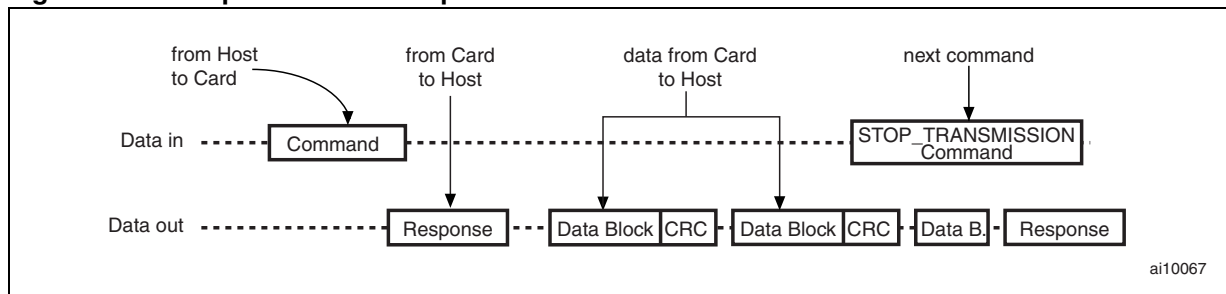 from Host
to Card
from Card
to Host
data from Card
to Host
next command
Data in
Command
STOP_TRANSMISSION
Command
Data out
Response
Data Block CRC
Data Block CRC
Data B.
Response
ai10067